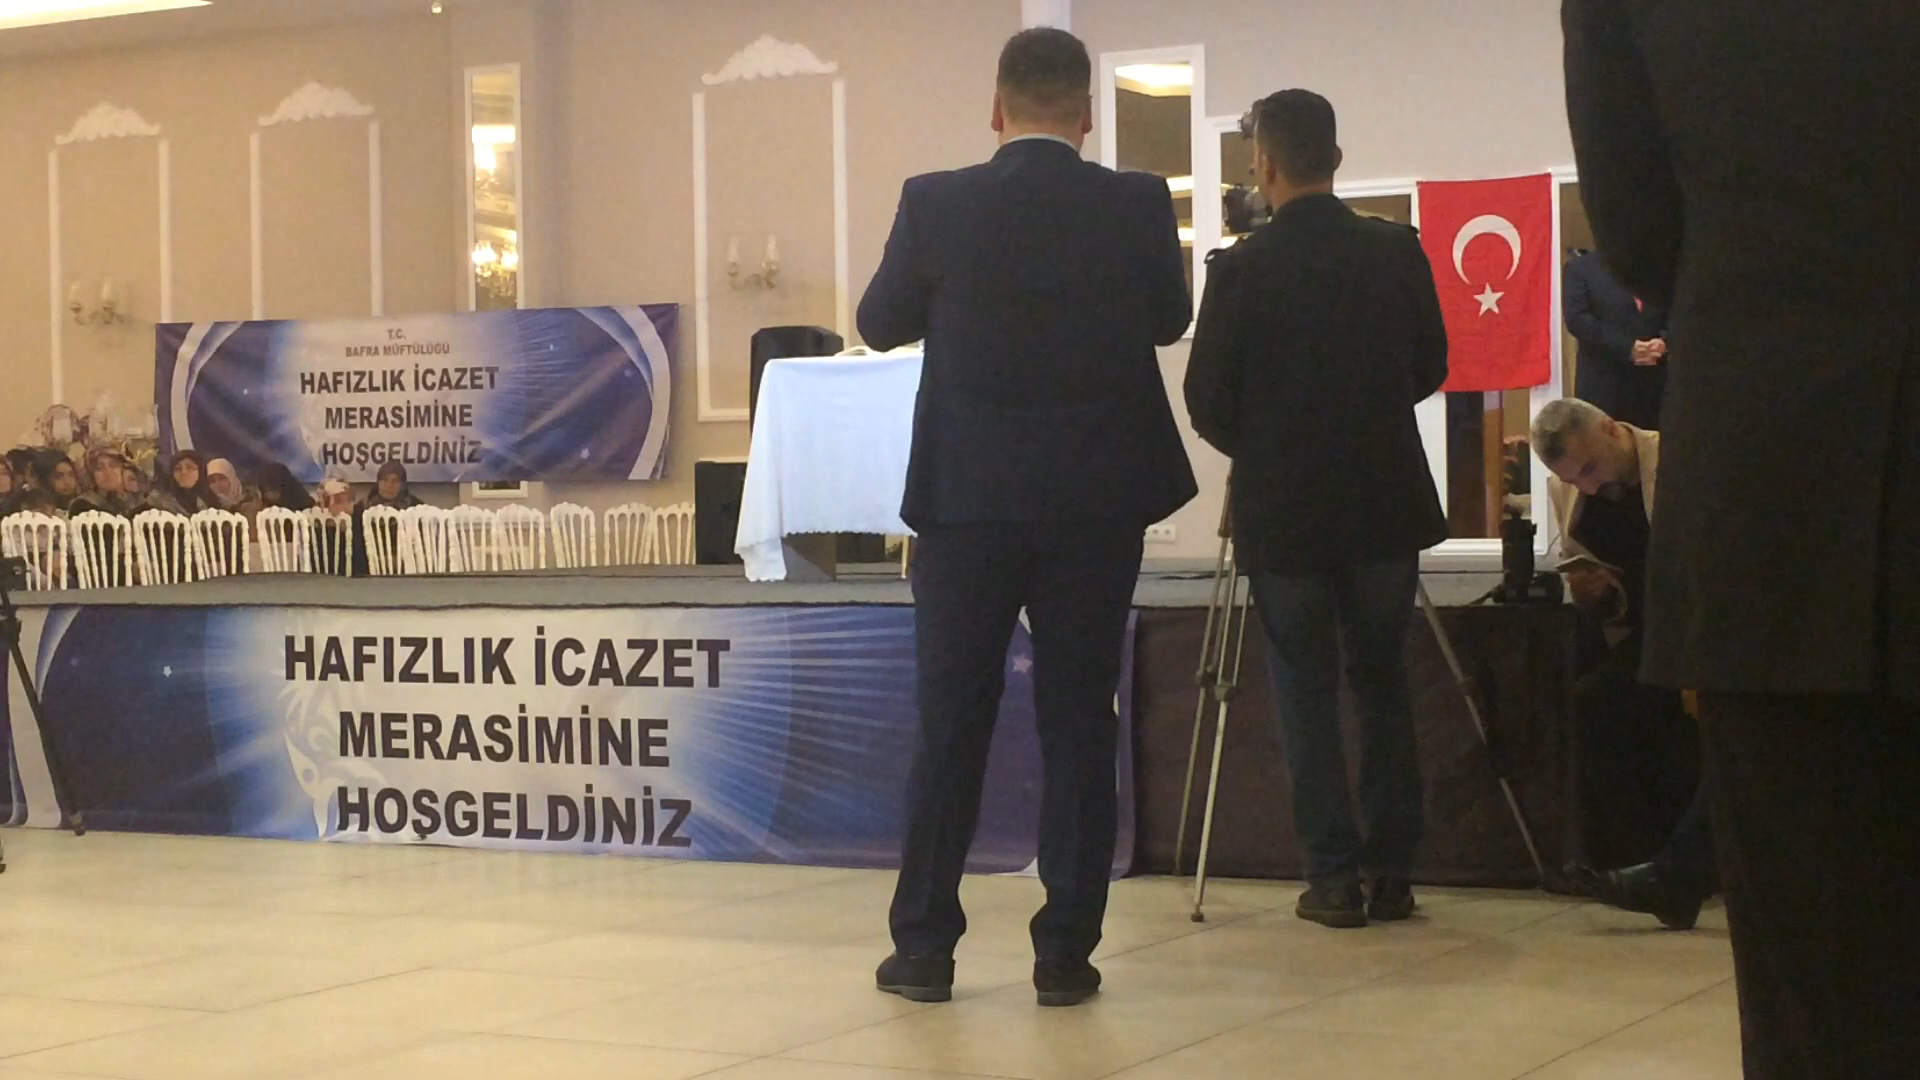 T.C.
BAFRA MÜFTÜLÜĞÜ
HAFIZLIK İCAZET
MERASİMİNE
HOŞGELDİNİZ
HAFIZLIK İCAZET
MERASİMİNE
HOŞGELDİNİZ